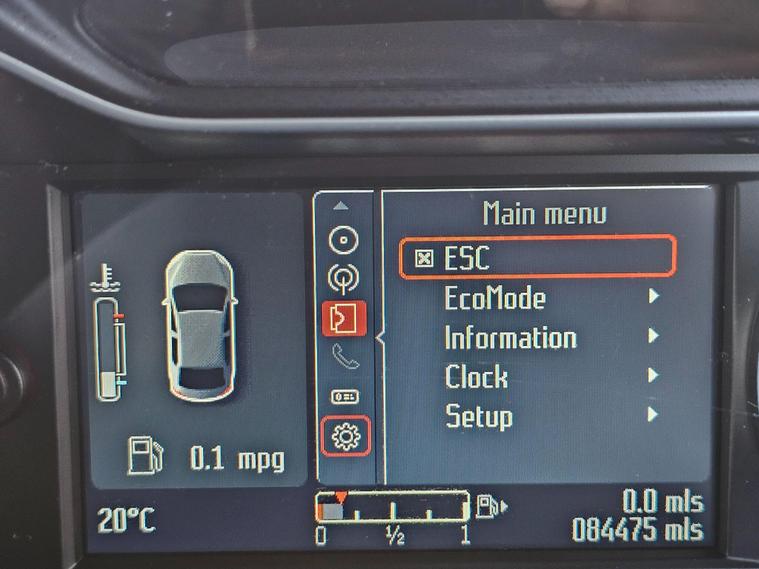 Main menu
ESC
EcoMode
Information
Clock
Setup
0.1 mpg
20°C
0 1/2 1
0.0 mls
084475 mls